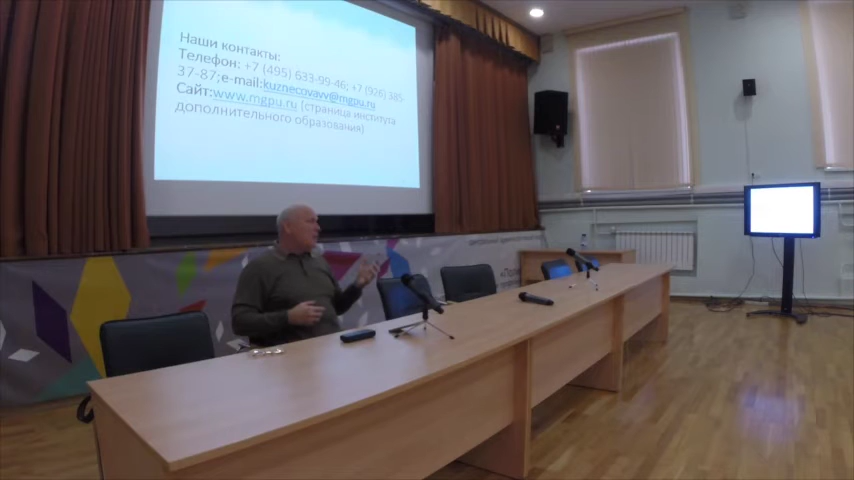 Наши контакты:
Телефон: +7 (495) 633-99-46; +7 (926) 385-
37-87;e-mail:kuznecovavv@mgpu.ru
Сайт:www.mgpu.ru (страница института
дополнительного образования)